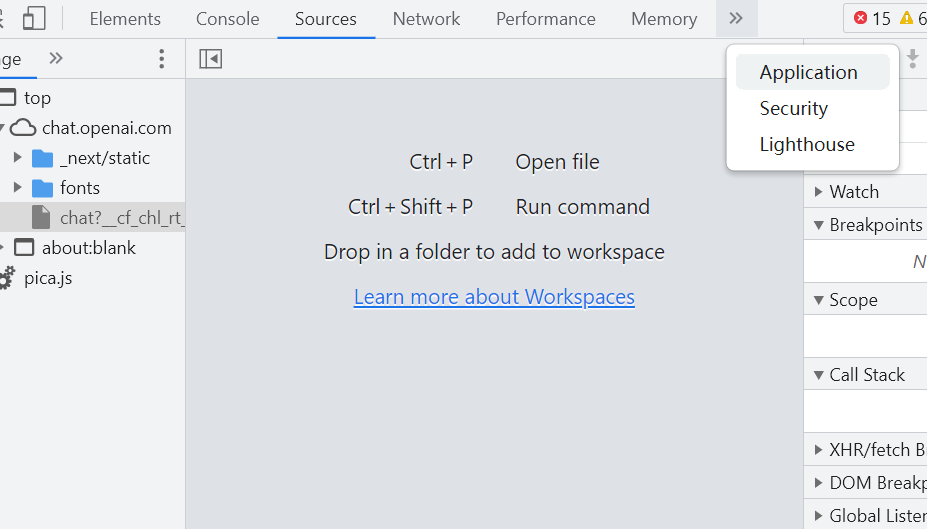 Elements Console Sources Network Performance Memory » 15 6
ge »
Application
Security
Lighthouse
top
chat.openai.com
_next/static
fonts
chat?__cf_chl_rt_
about:blank
pica.js
Ctrl + P Open file
Ctrl + Shift + P Run command
Drop in a folder to add to workspace
Learn more about Workspaces
Watch
Breakpoints
N
Scope
Call Stack
XHR/fetch B
DOM Breakp
Global Listen